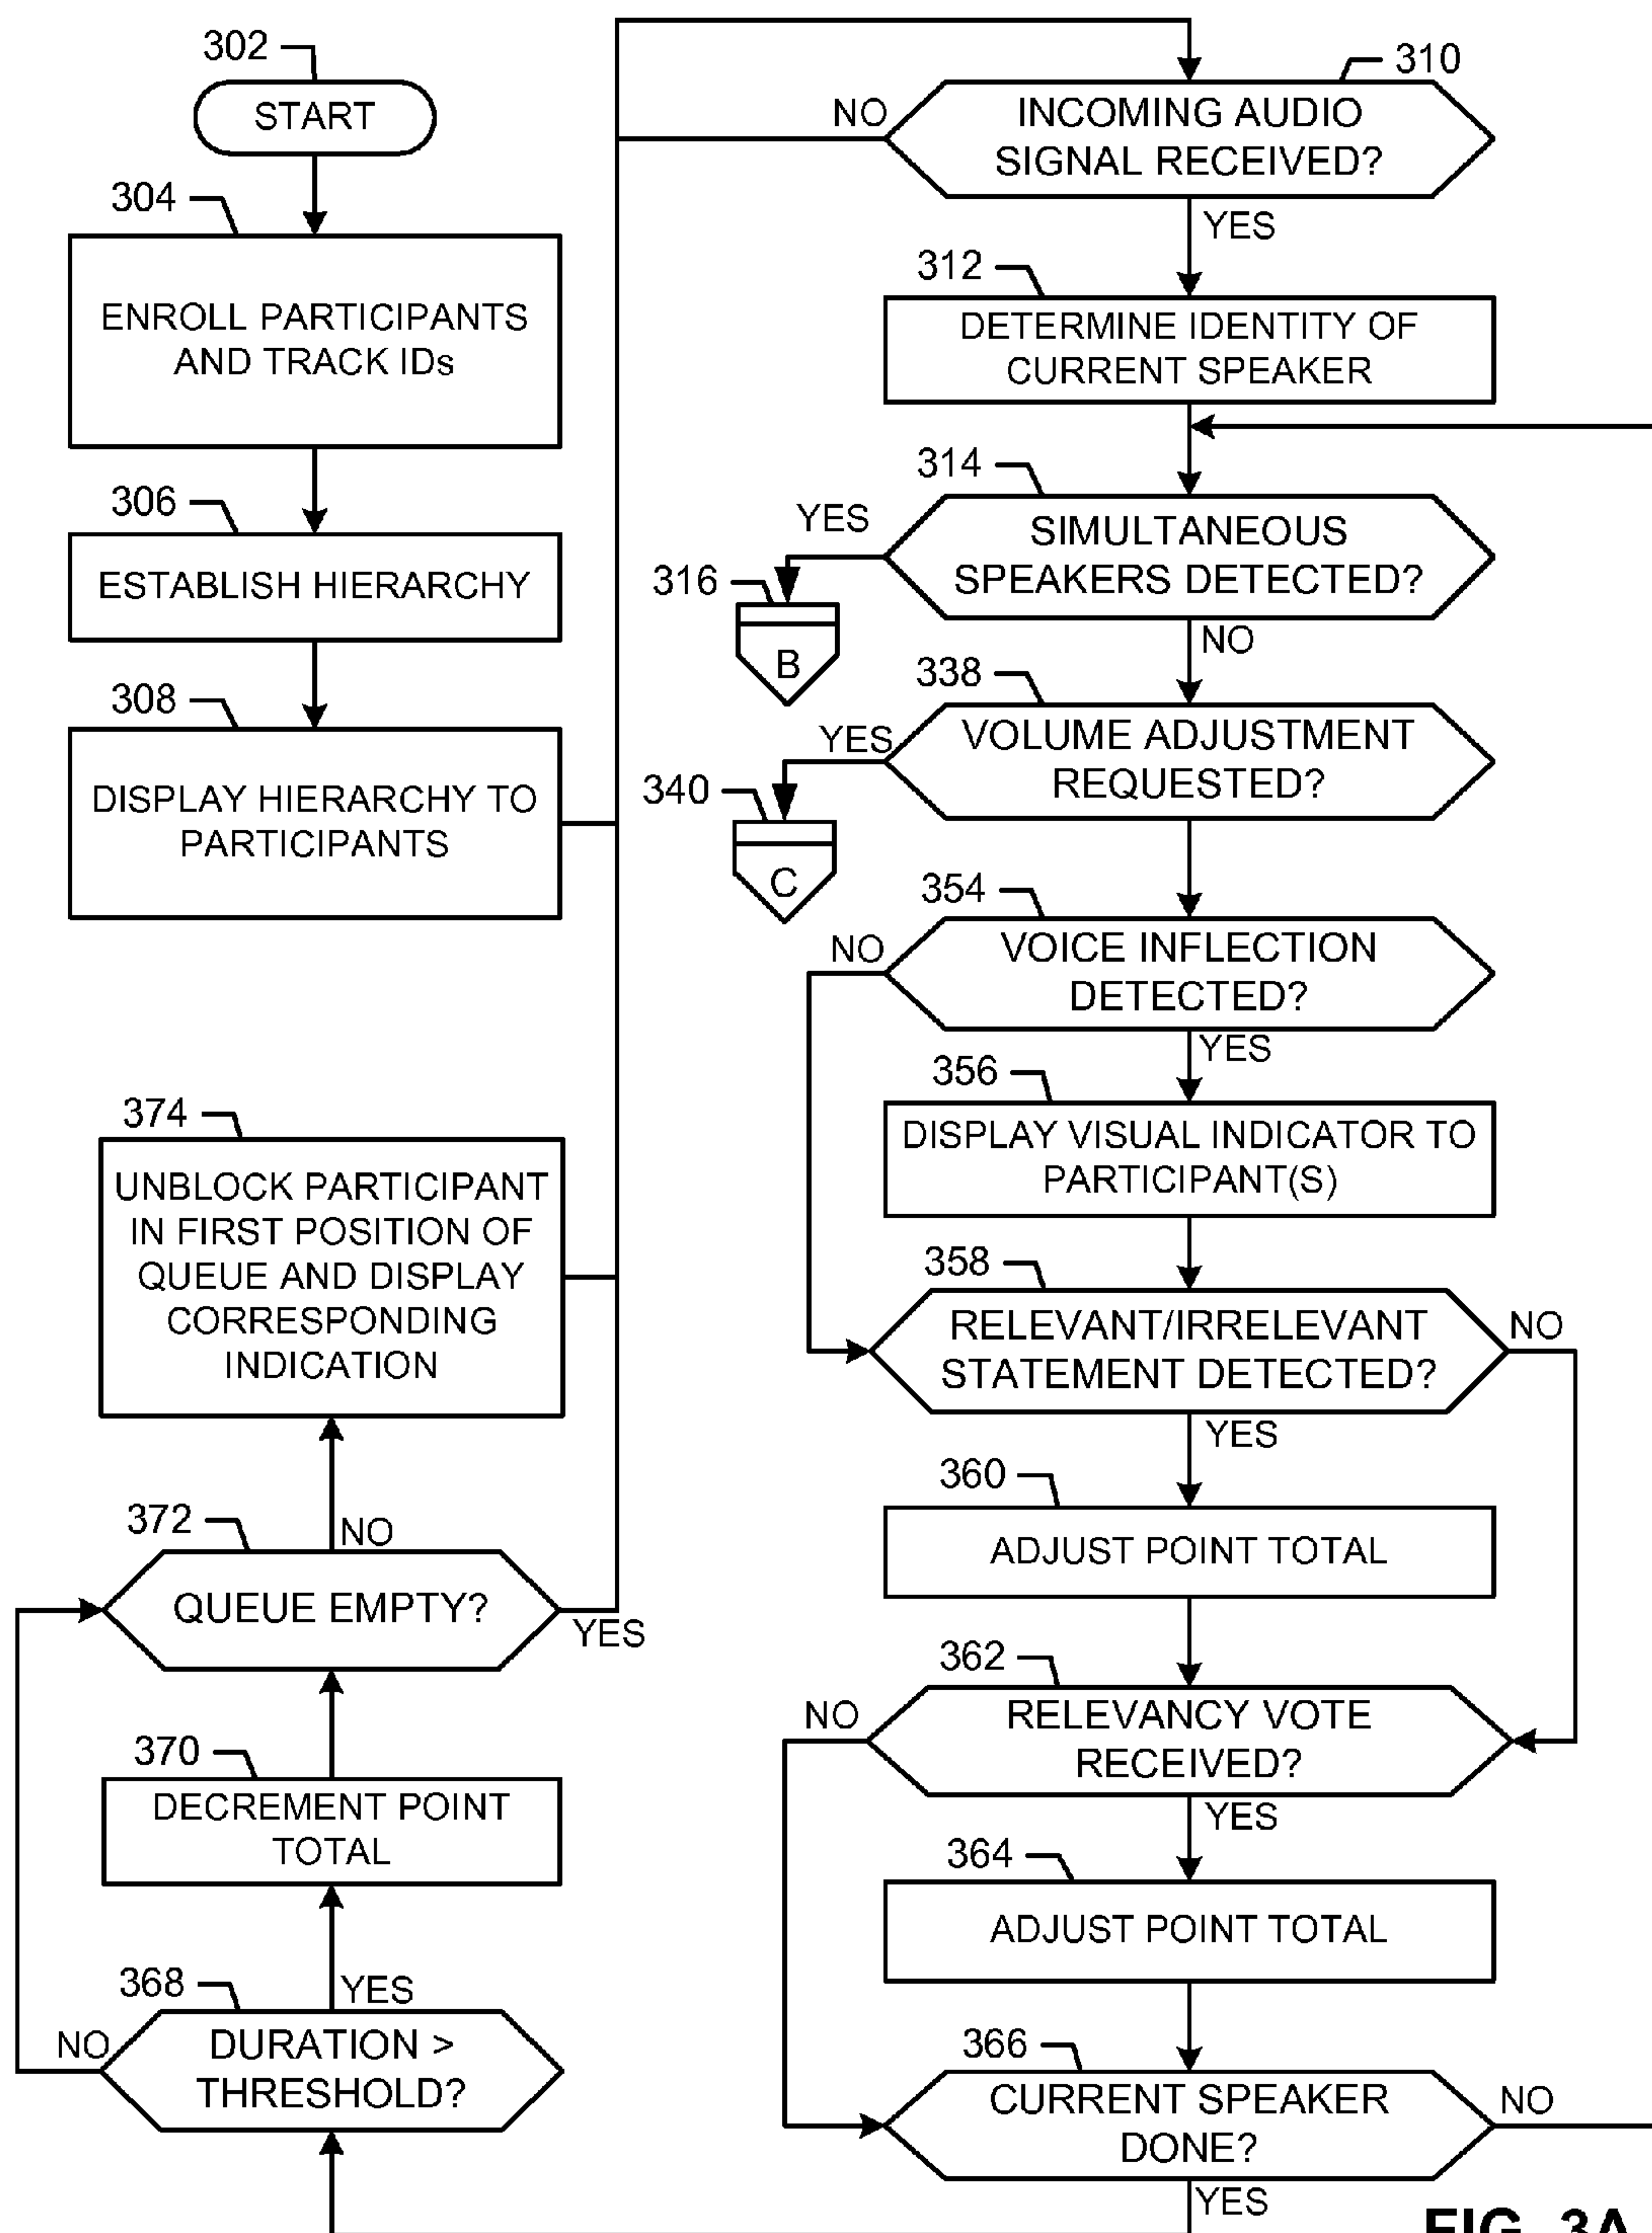 302
START
304
ENROLL PARTICIPANTS
AND TRACK IDs
306
ESTABLISH HIERARCHY
308
DISPLAY HIERARCHY TO
PARTICIPANTS
374
UNBLOCK PARTICIPANT
IN FIRST POSITION OF
QUEUE AND DISPLAY
CORRESPONDING
INDICATION
372
NO
QUEUE EMPTY?
YES
370
DECREMENT POINT
TOTAL
368
YES
NO
DURATION >
THRESHOLD?
310
NO
INCOMING AUDIO
SIGNAL RECEIVED?
YES
312
DETERMINE IDENTITY OF
CURRENT SPEAKER
314
YES
SIMULTANEOUS
SPEAKERS DETECTED?
316
B
NO
338
YES
VOLUME ADJUSTMENT
REQUESTED?
340
C
354
NO
VOICE INFLECTION
DETECTED?
YES
356
DISPLAY VISUAL INDICATOR TO
PARTICIPANT(S)
358
RELEVANT/IRRELEVANT
STATEMENT DETECTED?
NO
YES
360
ADJUST POINT TOTAL
362
NO
RELEVANCY VOTE
RECEIVED?
YES
364
ADJUST POINT TOTAL
366
CURRENT SPEAKER
DONE?
NO
YES
FIG. 3A